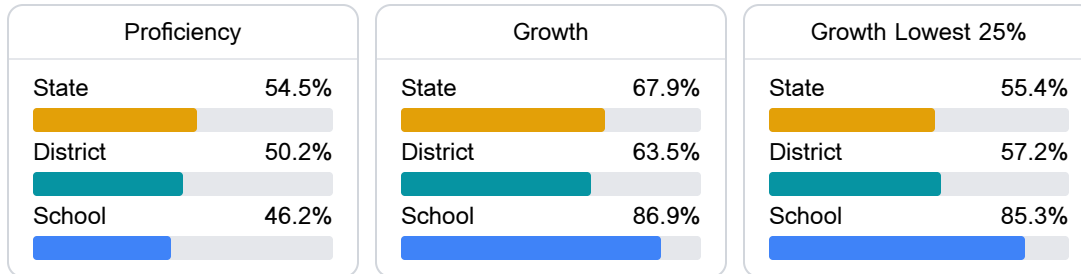 Proficiency
State 54.5%
District 50.2%
School 46.2%
Growth
State 67.9%
District 63.5%
School 86.9%
Growth Lowest 25%
State 55.4%
District 57.2%
School 85.3%